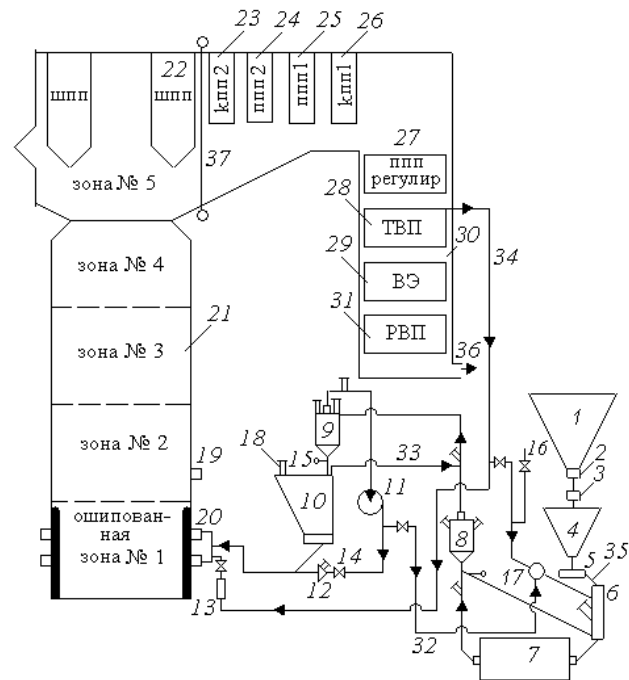 23
24
25
26
шпп
22
шпп
кпп2
ппп2
ппп1
кпп1
27
37
ппп
регулир
зона № 5
28
ТВП
30
34
зона № 4
29
ВЭ
21
31
РВП
зона № 3
36
1
9
2
зона № 2
19
18
15
33
16
3
10
11
4
ошипован-
ная
20
8
5
35
зона № 1
14
17
12
6
13
32
7